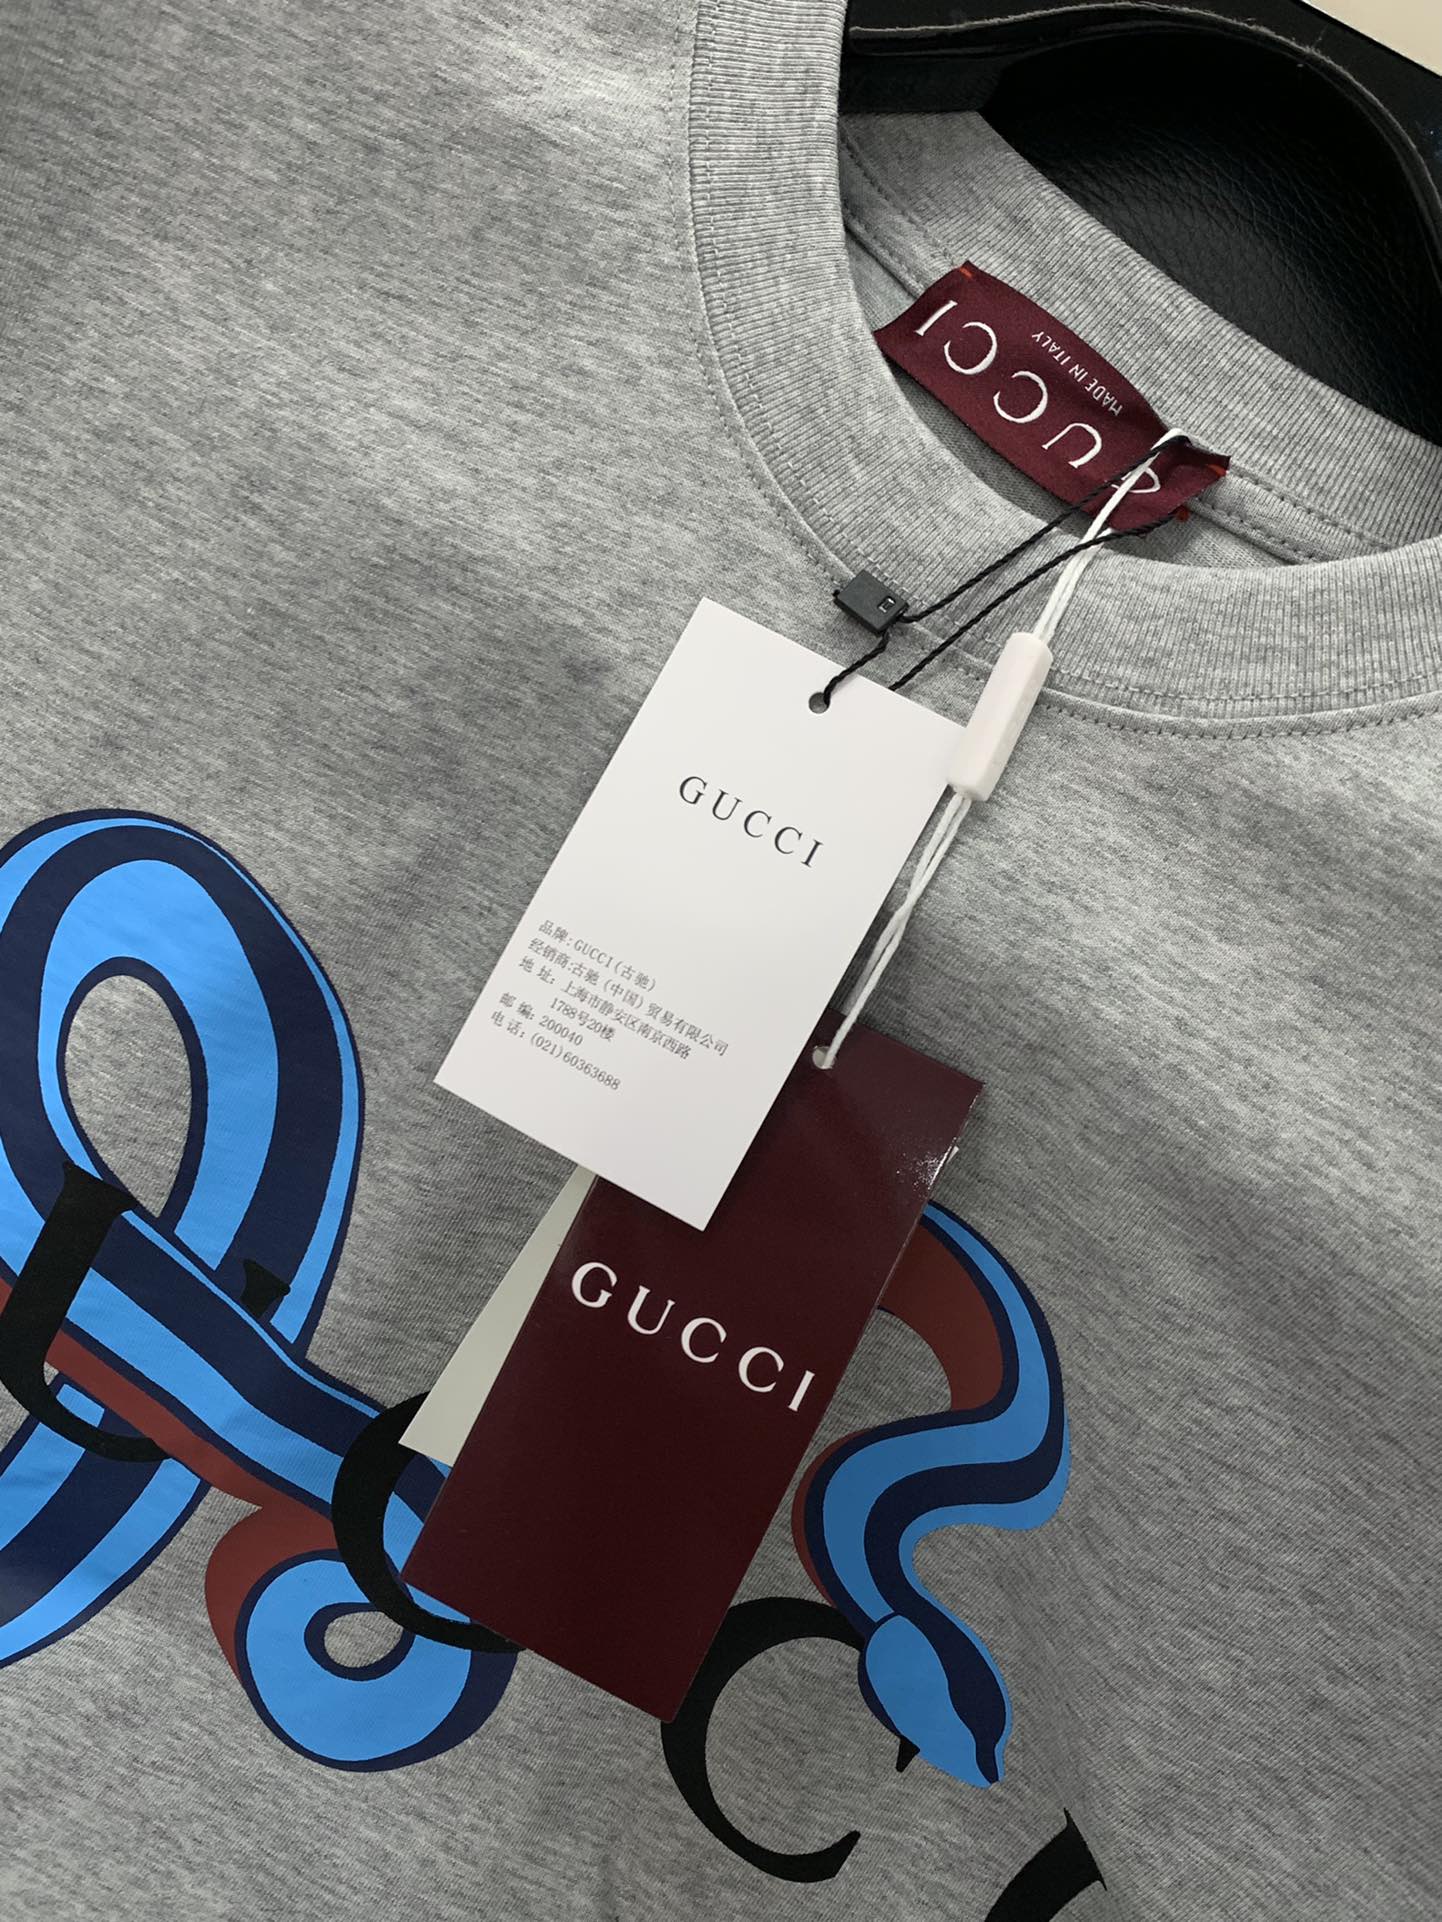 GUCCI
MADE IN ITALY
GUCCI
品牌:GUCCI(古驰)
经销商:古驰（中国）贸易有限公司
地 址: 上海市静安区南京西路
1788号20楼
邮 编: 200040
电 话: (021)60363688
GUCCI
U C C